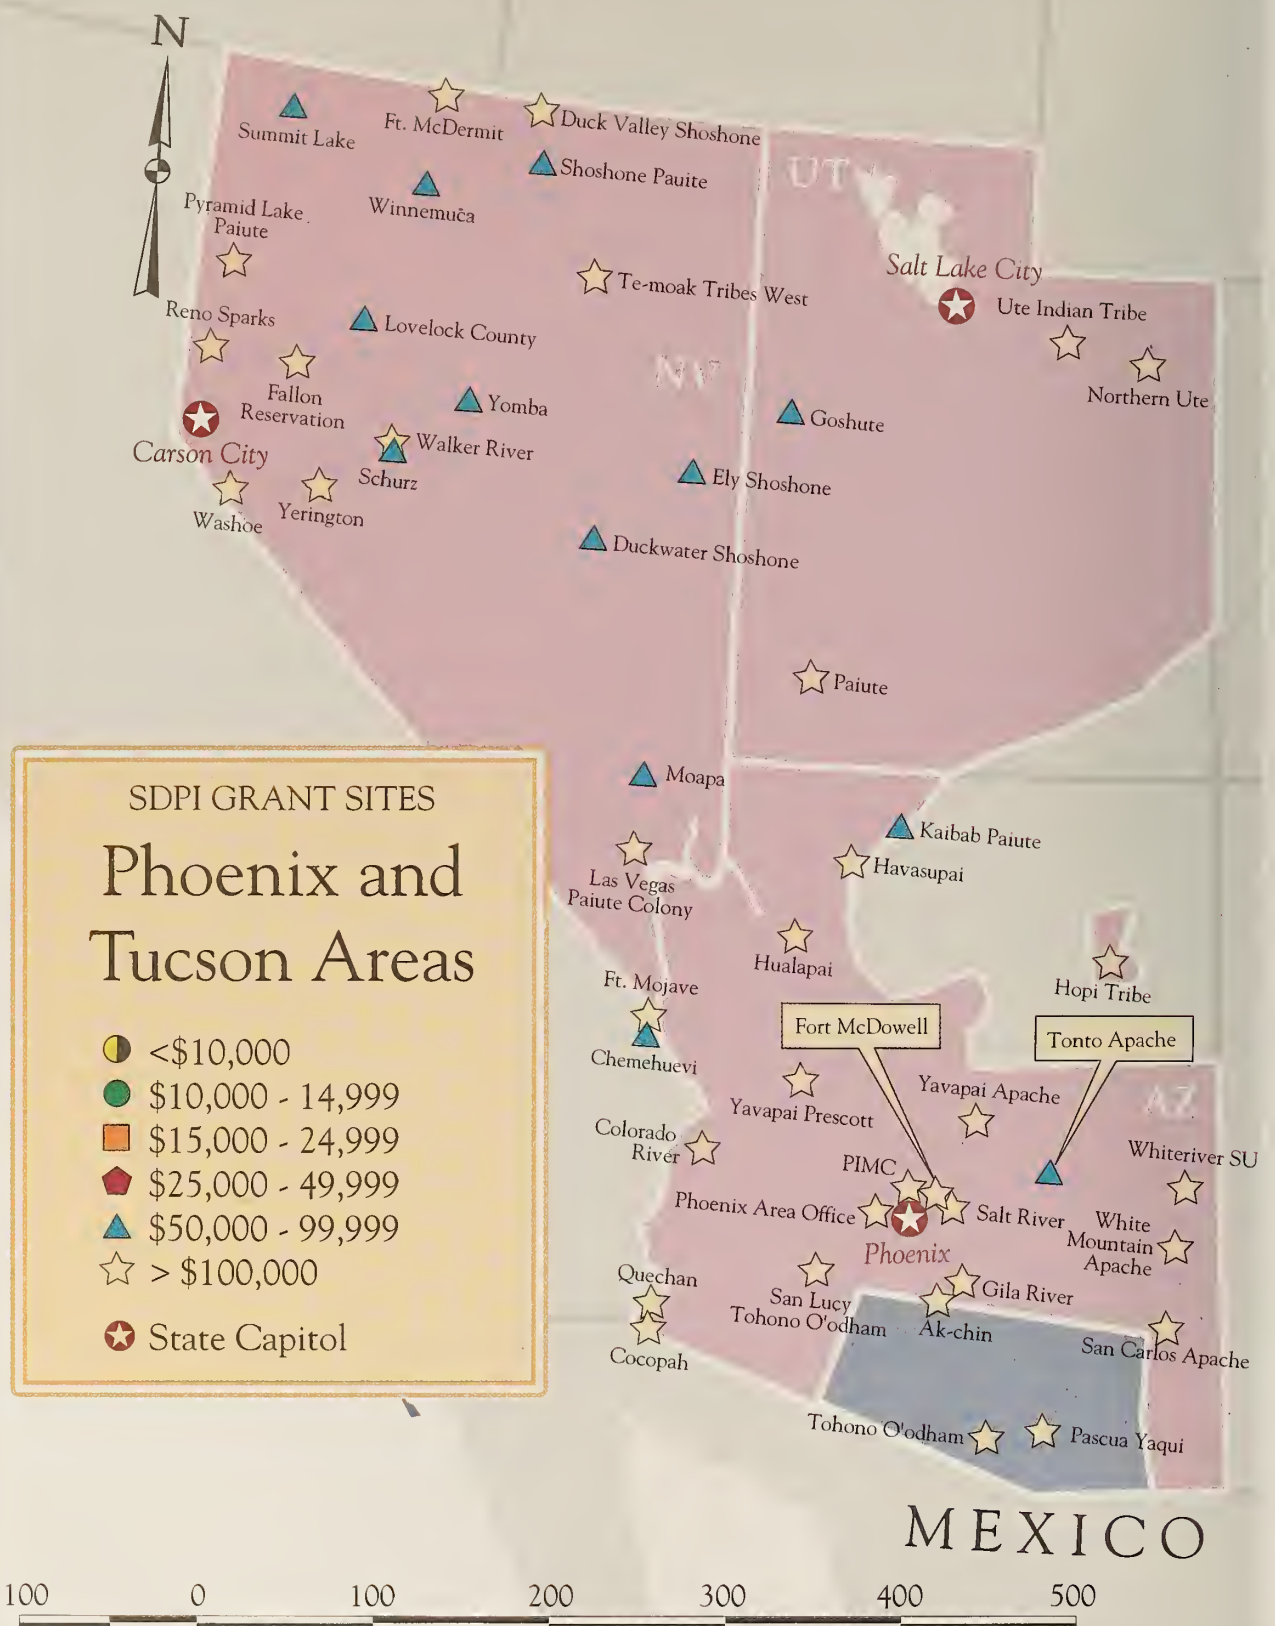 N
Summit Lake
Ft. McDermit
Duck Valley Shoshone
Shoshone Pauite
Winnemuča
UT
Pyramid Lake
Paiute
Te-moak Tribes West
Salt Lake City
Ute Indian Tribe
Northern Ute
Reno Sparks
Lovelock County
Fallon
Reservation
NV
Yomba
Goshute
Carson City
Walker River
Schurz
Ely Shoshone
Washoe
Yerington
Duckwater Shoshone
Paiute
Moapa
Kaibab Paiute
Havasupai
Las Vegas
Paiute Colony
Hualapai
Hopi Tribe
Ft. Mojave
Chemehuevi
Fort McDowell
Tonto Apache
Yavapai Prescott
Yavapai Apache
AZ
Colorado
River
PIMC
Whiteriver SU
Phoenix Area Office
Salt River
White
Mountain
Apache
Phoenix
Quechan
San Lucy
Tohono O'odham
Gila River
Ak-chin
San Carlos Apache
Cocopah
Tohono O'odham
Pascua Yaqui
SDPI GRANT SITES
Phoenix and
Tucson Areas
<$10,000
$10,000 - 14,999
$15,000 - 24,999
$25,000 - 49,999
$50,000 - 99,999
> $100,000
State Capitol
MEXICO
100 0 100 200 300 400 500